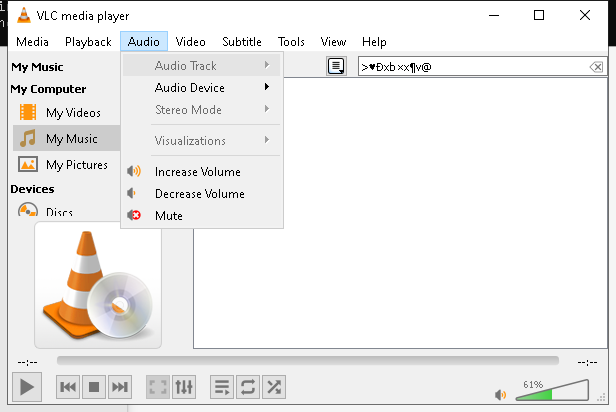 VLC media player
Media Playback Audio Video Subtitle Tools View Help
My Music
>♥Đxb×x¶v@
My Computer
My Videos
My Music
My Pictures
Devices
Discs
Audio Track
Audio Device
Stereo Mode
Visualizations
Increase Volume
Decrease Volume
Mute
--:-- --:--
61%